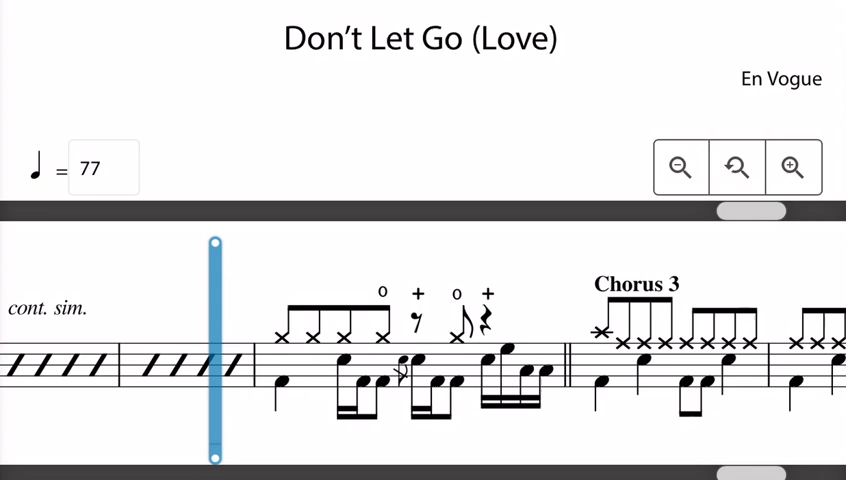 Don’t Let Go (Love)
En Vogue
= 77
cont. sim.
o + o +
Chorus 3